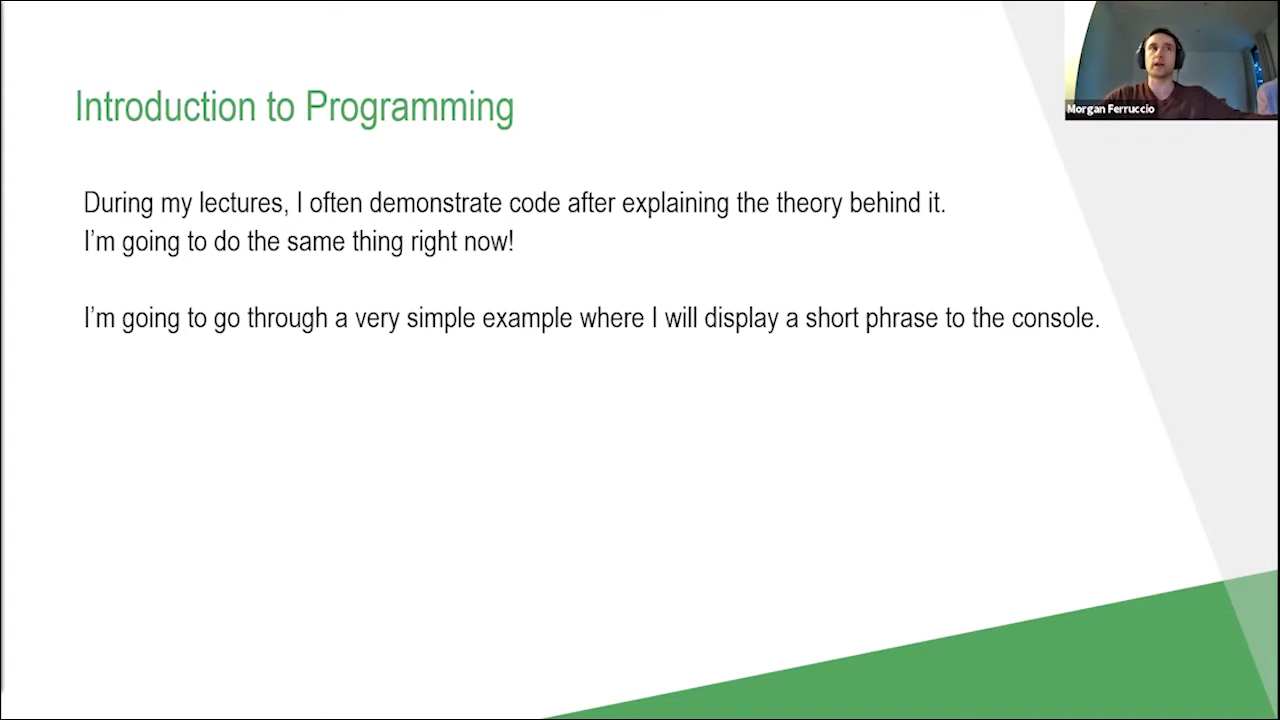 Introduction to Programming
Morgan Ferruccio
During my lectures, I often demonstrate code after explaining the theory behind it.
I’m going to do the same thing right now!
I’m going to go through a very simple example where I will display a short phrase to the console.